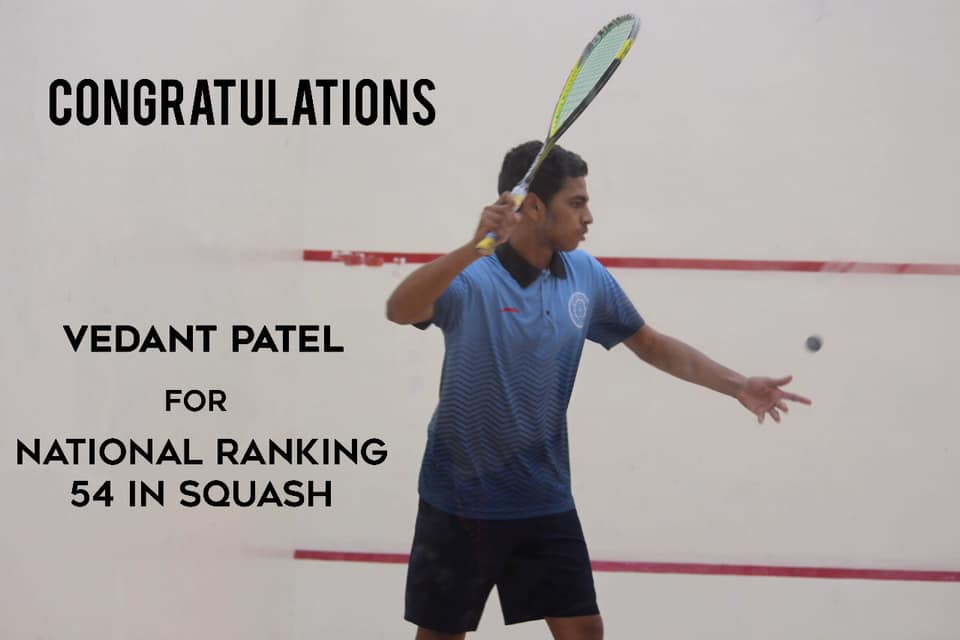 CONGRATULATIONS
VEDANT PATEL
FOR
NATIONAL RANKING
54 IN SQUASH